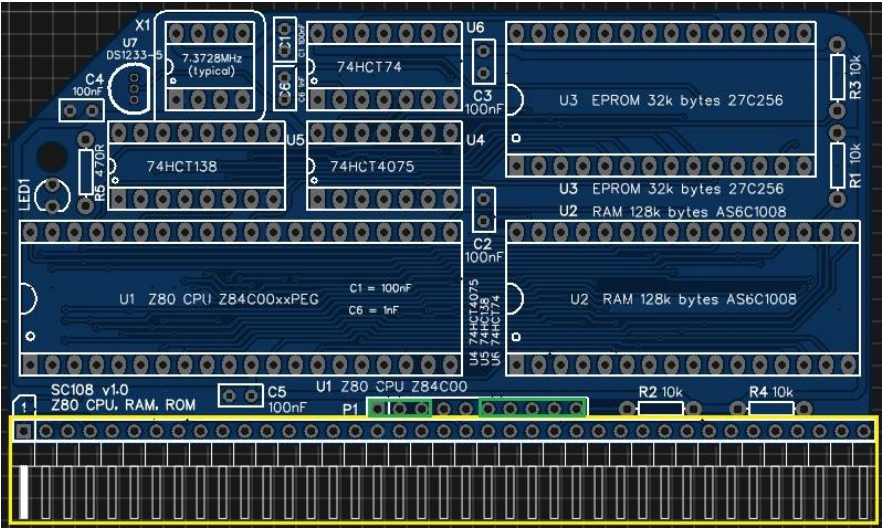 X1
U7
DS1233-5
7.3728MHz
(typical)
C1
C1 100nF
C6
C6 1nF
74HCT74
U6
C3
100nF
U3 EPROM 32k bytes 27C256
R3 10k
C4
100nF
R5 470R
LED1
74HCT138
U5
74HCT4075
U4
R1 10k
U3 EPROM 32k bytes 27C256
U2 RAM 128k bytes AS6C1008
C2
100nF
U1 Z80 CPU Z84C00xxPEG
C1 = 100nF
C6 = 1nF
U4 74HCT4075
U5 74HCT138
U6 74HCT74
U2 RAM 128k bytes AS6C1008
SC108 v1.0
Z80 CPU, RAM, ROM
1
C5
100nF
U1 Z80 CPU Z84C00
P1
R2 10k
R4 10k